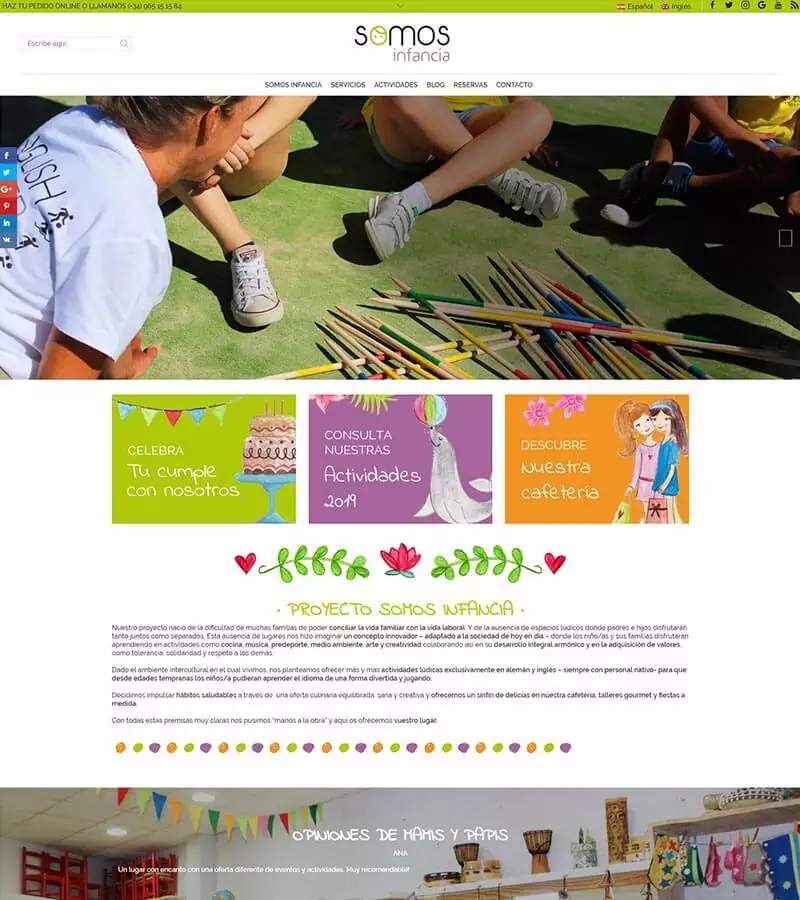 HAZ TU PEDIDO ONLINE O LLÁMANOS (+34) 965 15 15 84
Español
Inglés
Escribe aquí
SOMOS
infancia
SOMOS INFANCIA SERVICIOS ACTIVIDADES BLOG RESERVAS CONTACTO
CELEBRA
Tu cumple
con nosotros
CONSULTA
NUESTRAS
Actividades
2019
DESCUBRE
Nuestra
cafetería
· PROYECTO SOMOS INFANCIA ·
Nuestro proyecto nació de la dificultad de muchas familias de poder conciliar la vida familiar con la vida laboral. Y de la ausencia de espacios lúdicos donde padres e hijos disfrutarán
tanto juntos como separados. Esta ausencia de lugares nos hizo imaginar un concepto innovador – adaptado a la sociedad de hoy en día – donde los niño/as y sus familias disfrutaran
aprendiendo en actividades como cocina, música, predeporte, medio ambiente, arte y creatividad colaborando así en su desarrollo integral armónico y en la adquisición de valores,
como tolerancia, solidaridad y respeto a los demás.
Dado el ambiente intercultural en el cual vivimos, nos planteamos ofrecer más y más actividades lúdicas exclusivamente en alemán y inglés – siempre con personal nativo- para que
desde edades tempranas los niños/a pudieran aprender el idioma de una forma divertida y jugando.
Decidimos impulsar hábitos saludables a través de una oferta culinaria equilibrada, sana y creativa y ofrecemos un sinfín de delicias en nuestra cafetería, talleres gourmet y fiestas a
medida.
Con todas estas premisas muy claras nos pusimos "manos a la obra" y aquí os ofrecemos vuestro lugar.
OPINIONES DE MAMIS Y PAPIS
ANA
Un lugar con encanto con una oferta diferente de eventos y actividades. Muy recomendable!